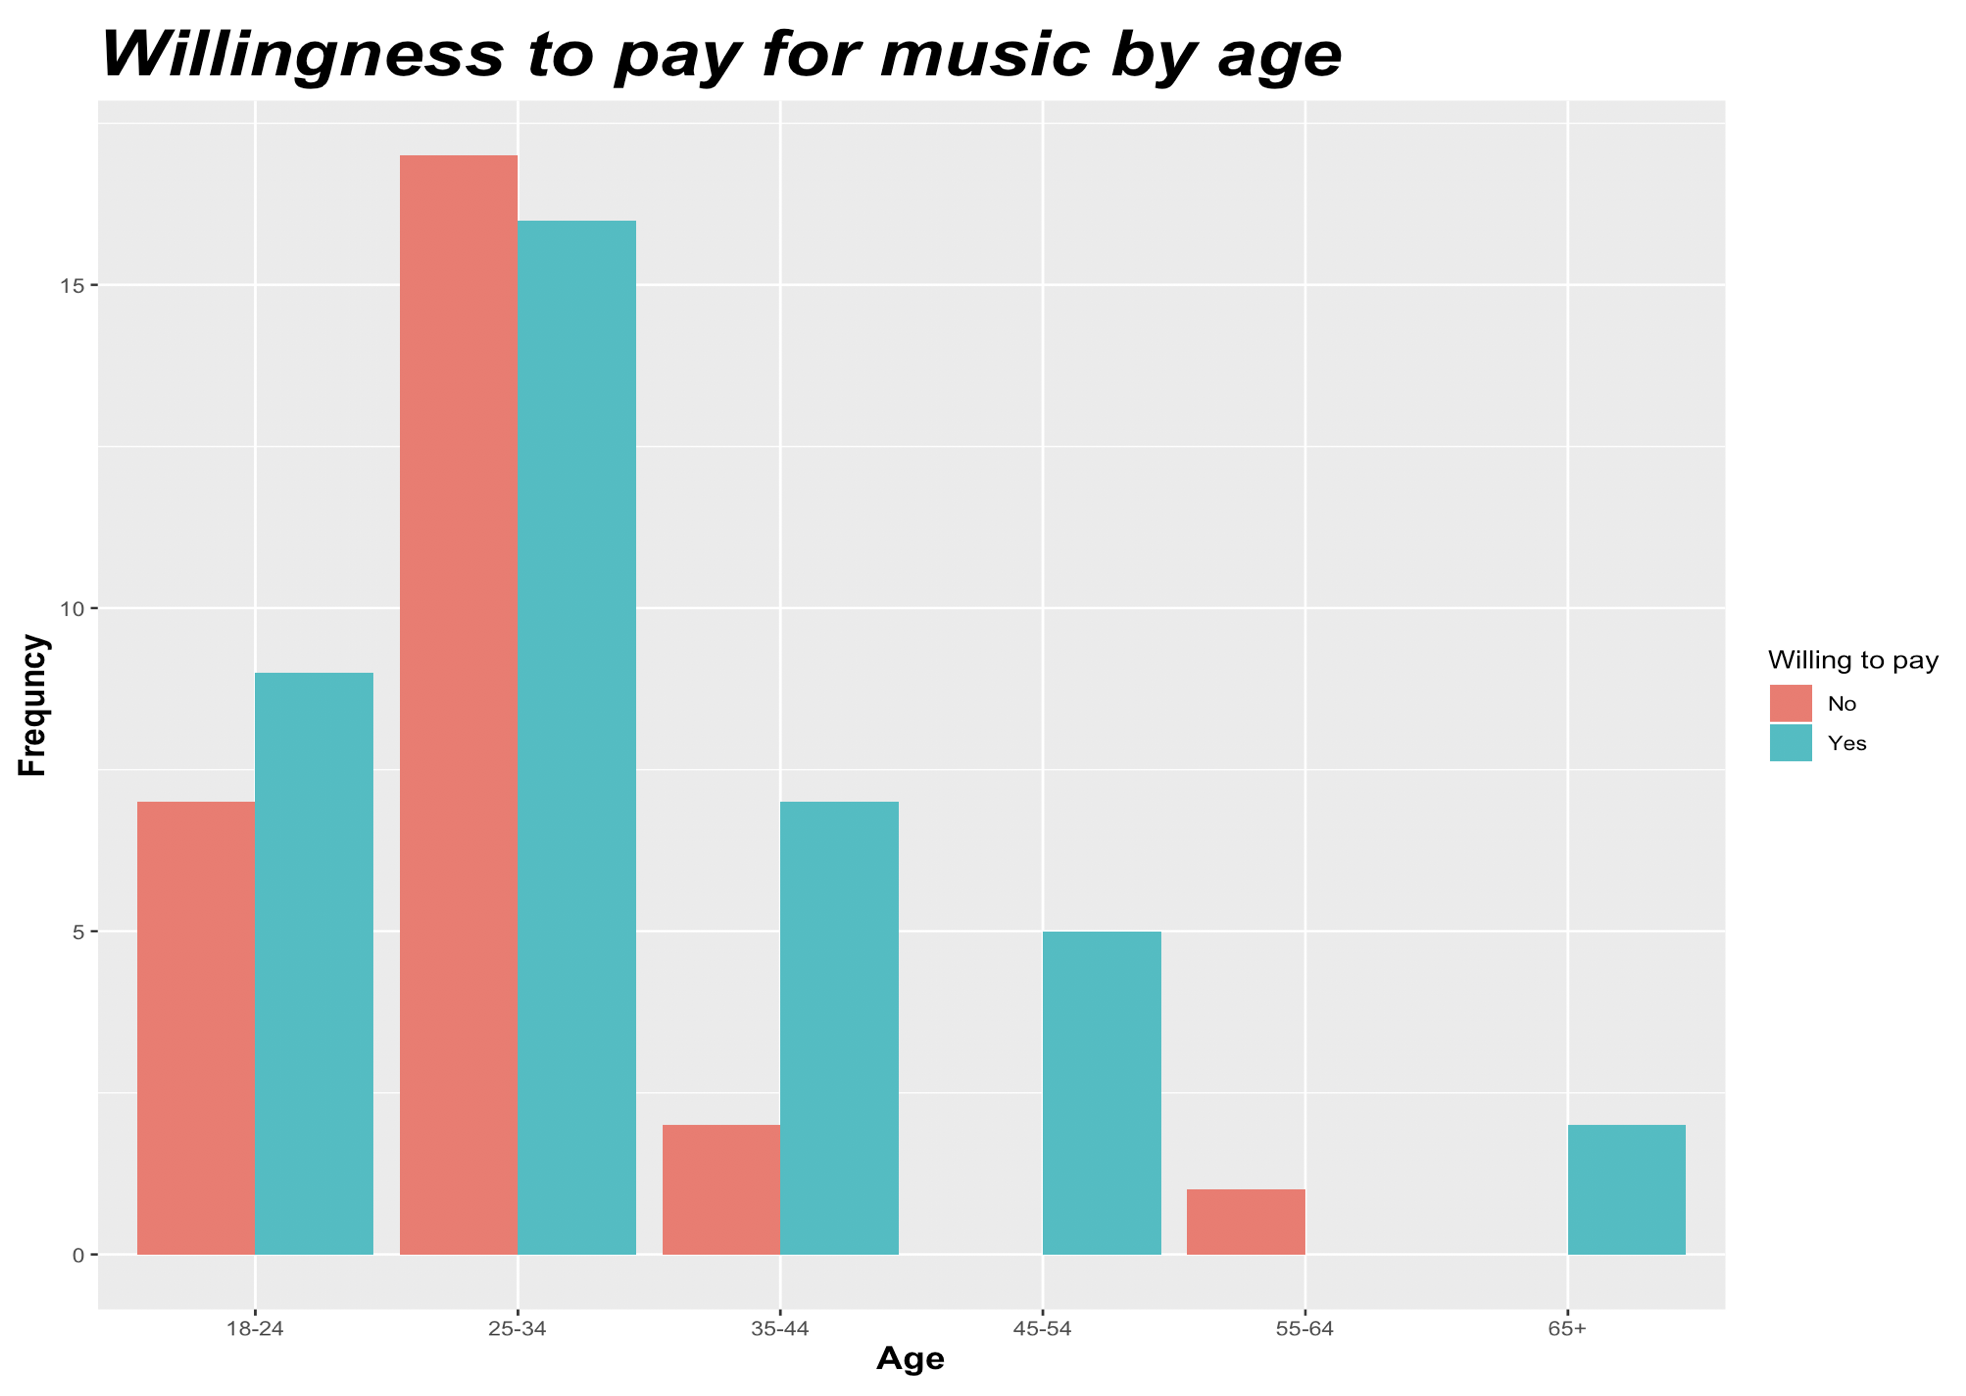 Willingness to pay for music by age
Frequncy
15
10
5
0
18-24 25-34 35-44 45-54 55-64 65+
Age
Willing to pay
No
Yes